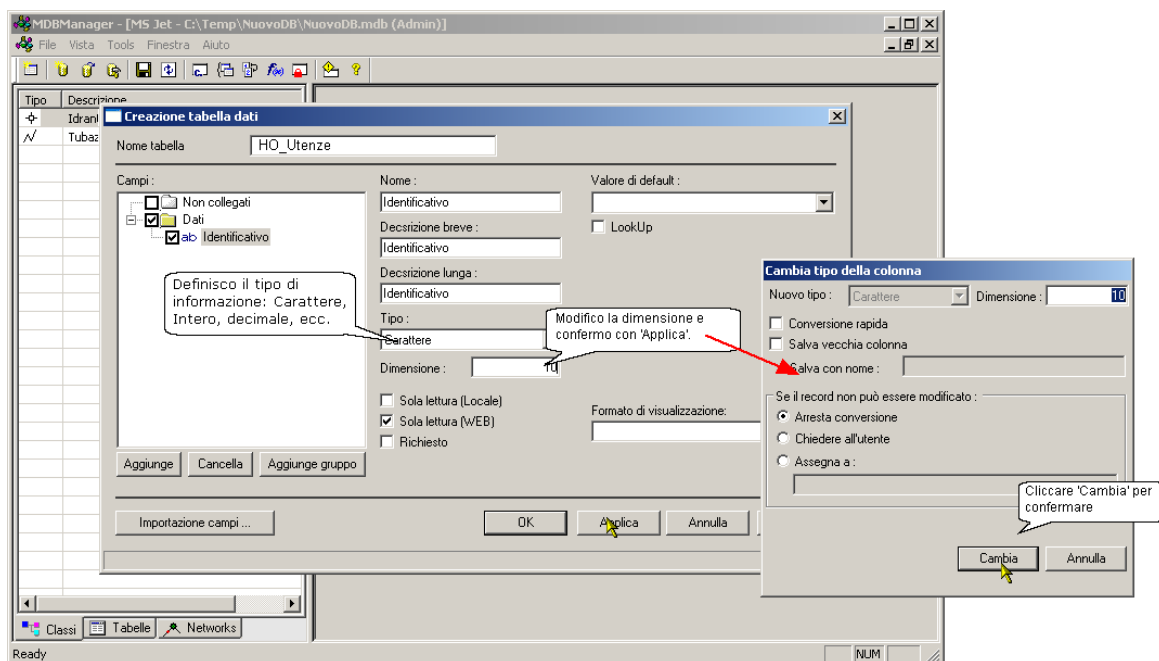 MDBManager - [MS Jet - C:\Temp\NuovoDB\NuovoDB.mdb (Admin)]
File Vista Tools Finestra Aiuto
Tipo Descrizione
Idrant
Tubaz
Creazione tabella dati
Nome tabella HO_Utenze
Campi :
Non collegati
Dati
ab Identificativo
Nome :
Identificativo
Decsrizione breve :
Identificativo
Decsrizione lunga :
Identificativo
Tipo :
Carattere
Dimensione : 10
Sola lettura (Locale)
Sola lettura (WEB)
Richiesto
Valore di default :
LookUp
Formato di visualizzazione:
Definisco il tipo di
informazione: Carattere,
Intero, decimale, ecc.
Modifico la dimensione e
confermo con 'Applica'.
Aggiunge Cancella Aggiunge gruppo
Importazione campi ... OK Applica Annulla
Cambia tipo della colonna
Nuovo tipo : Carattere Dimensione : 10
Conversione rapida
Salva vecchia colonna
Salva con nome :
Se il record non può essere modificato :
Arresta conversione
Chiedere all'utente
Assegna a :
Cliccare 'Cambia' per
confermare
Cambia Annulla
Classi Tabelle Networks
Ready NUM